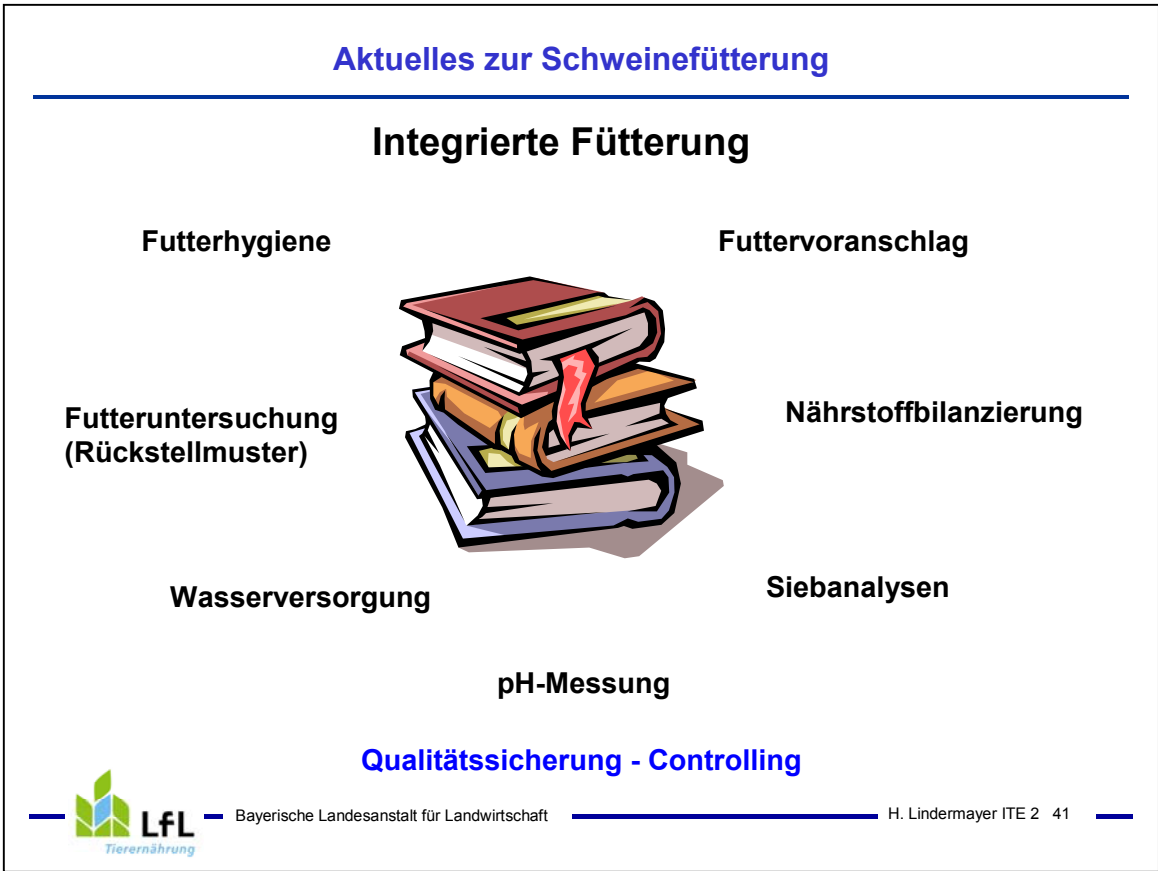 Aktuelles zur Schweinefütterung
Integrierte Fütterung
Futterhygiene
Futtervoranschlag
Futteruntersuchung
(Rückstellmuster)
Nährstoffbilanzierung
Wasserversorgung
Siebanalysen
pH-Messung
Qualitätssicherung - Controlling
LfL
Tierernährung
Bayerische Landesanstalt für Landwirtschaft
H. Lindermayer ITE 2 41